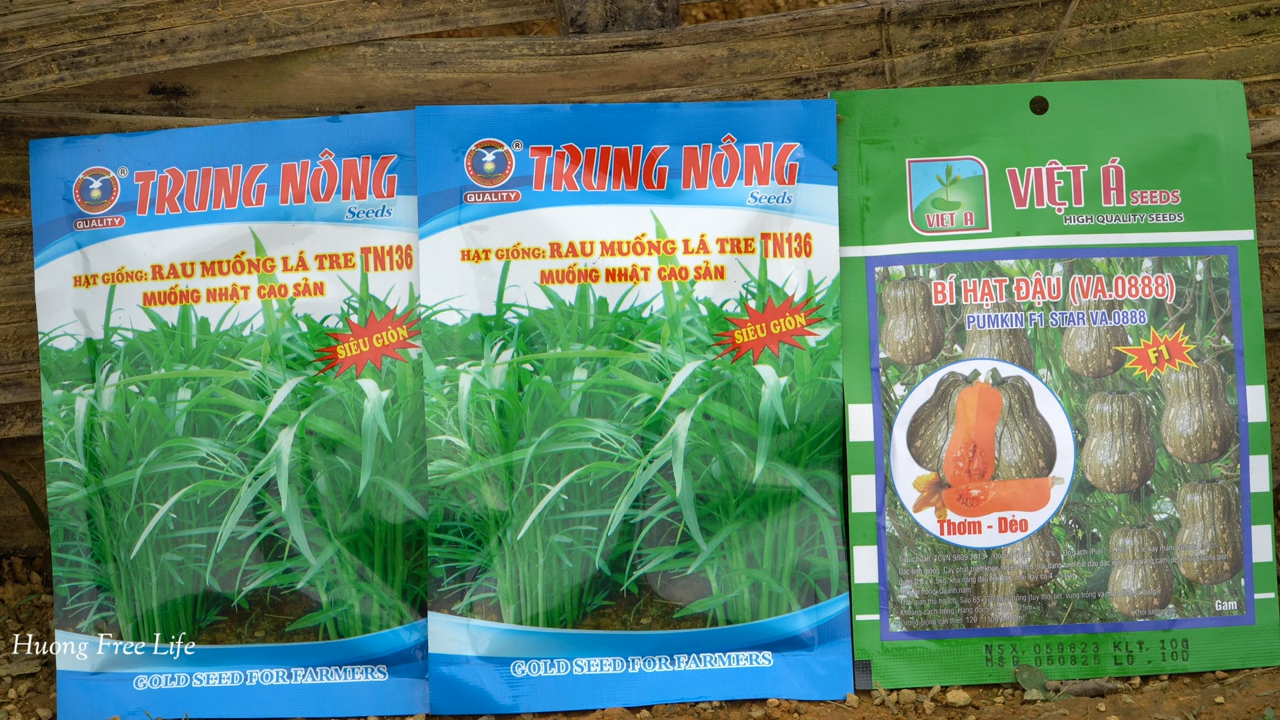 QUALITY
®
TRUNG NÔNG
Seeds
HẠT GIỐNG: RAU MUỐNG LÁ TRE TN136
MUỐNG NHẬT CAO SẢN
SIÊU GIÒN
GOLD SEED FOR FARMERS
QUALITY
®
TRUNG NÔNG
Seeds
HẠT GIỐNG: RAU MUỐNG LÁ TRE TN136
MUỐNG NHẬT CAO SẢN
SIÊU GIÒN
GOLD SEED FOR FARMERS
VIỆT Á
VIỆT Á SEEDS
HIGH QUALITY SEEDS
BÍ HẠT ĐẬU (VA.0888)
PUMKIN F1 STAR VA.0888
F1
Thơm - Dẻo
Gam
NSX. 050823 KLT. 10G
HSD. 050825 LO .10D
Huong Free Life